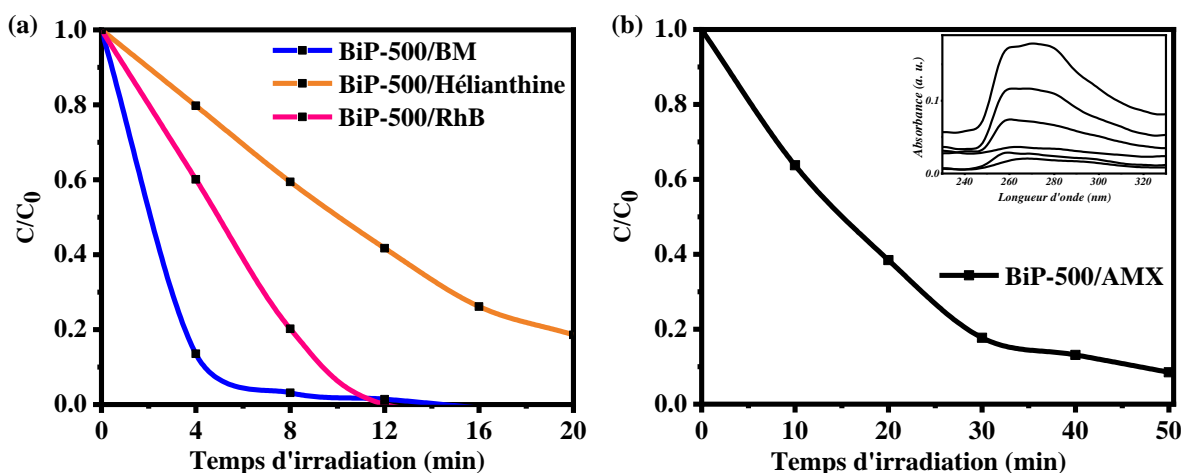 (a)
1.0
0.8
0.6
0.4
0.2
0.0
C/C0
BiP-500/BM
BiP-500/Hélianthine
BiP-500/RhB
0 4 8 12 16 20
Temps d'irradiation (min)
(b)
1.0
0.8
0.6
0.4
0.2
0.0
C/C0
Absorbance (a. u.)
0.1
0.0
240 260 280 300 320
Longueur d'onde (nm)
BiP-500/AMX
0 10 20 30 40 50
Temps d'irradiation (min)